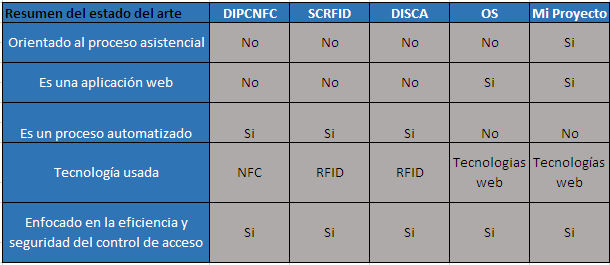 Resumen del estado del arte DIPCNFC SCRFID DISCA OS Mi Proyecto
Orientado al proceso asistencial No No No No Si
Es una aplicación web No No No Si Si
Es un proceso automatizado Si Si Si No No
Tecnología usada NFC RFID RFID Tecnologias web Tecnologías web
Enfocado en la eficiencia y
seguridad del control de acceso Si Si Si Si Si